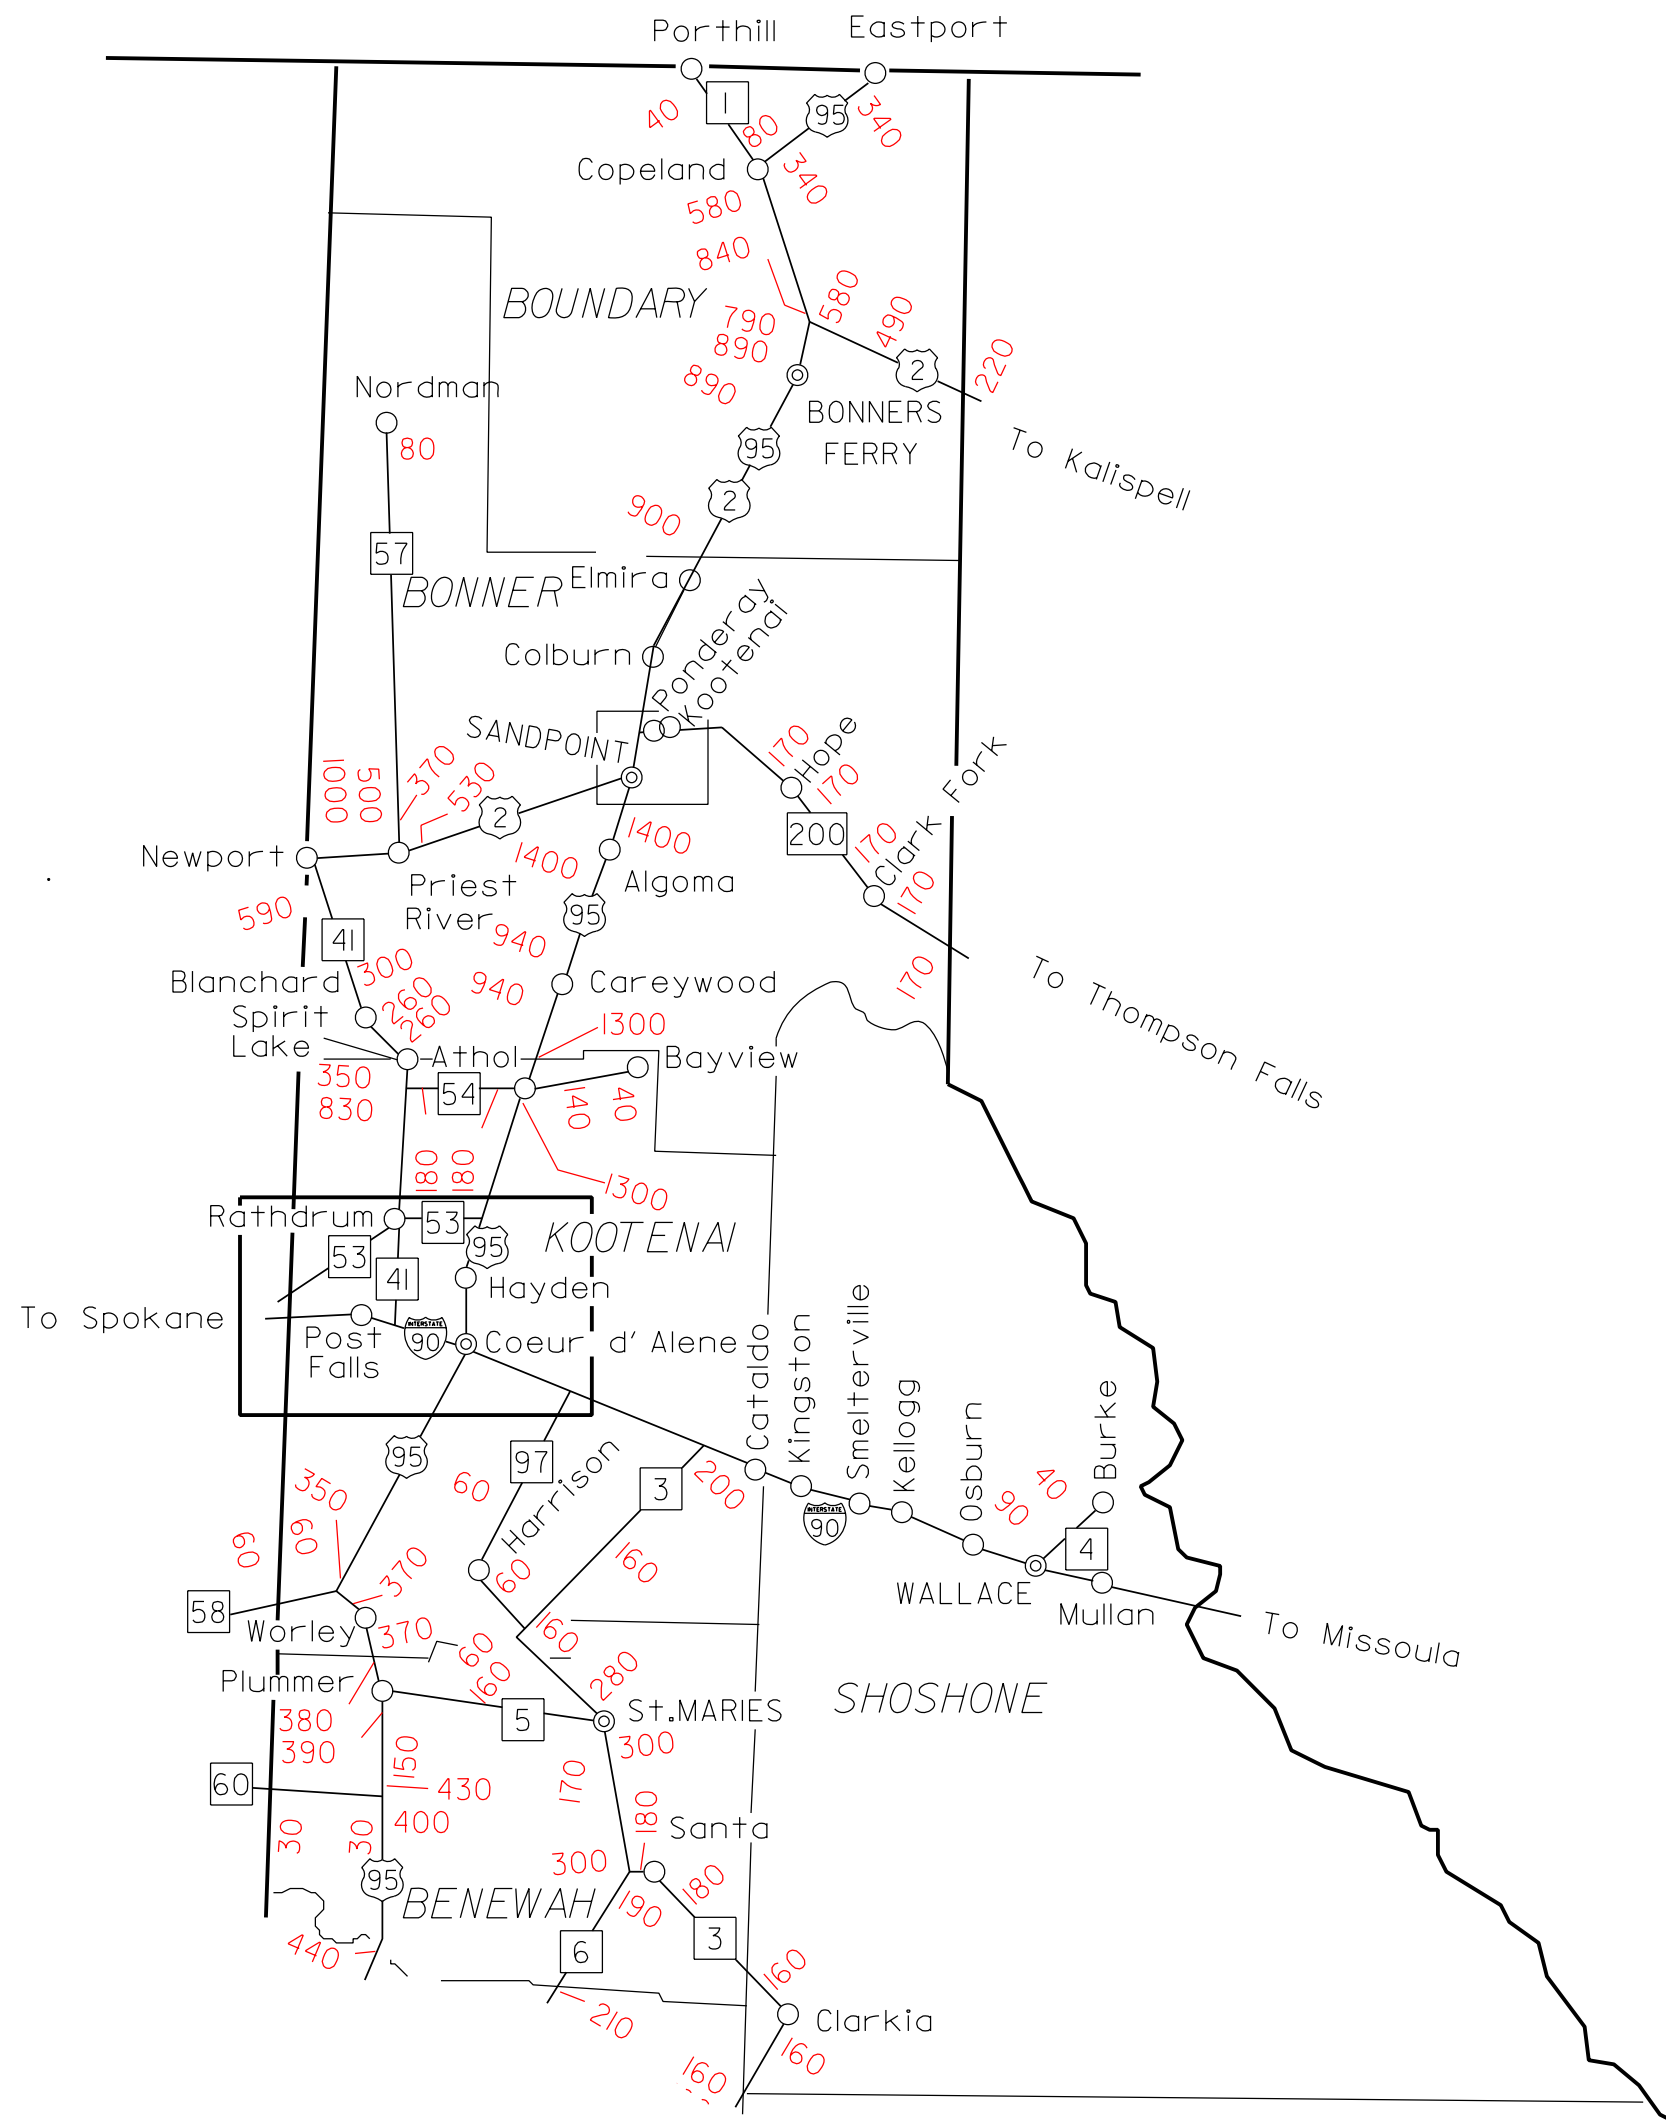 Porthill
Eastport
40
1
80
95
340
Copeland
340
580
840
BOUNDARY
580
790
490
890
220
890
2
Nordman
80
BONNERS
FERRY
95
To Kalispell
2
900
57
BONNER
Elmira
Colburn
Ponderay
Kootenai
SANDPOINT
170
Hope
170
1000
500
370
530
2
1400
200
Clark Fork
170
Newport
1400
Algoma
Priest
River
170
590
41
95
940
300
Blanchard
940
Careywood
170
To Thompson Falls
260
Spirit
Lake
260
1300
Athol
Bayview
350
54
140
40
830
180
180
1300
Rathdrum
53
KOOTENAI
53
95
41
Hayden
To Spokane
Post
Falls
INTERSTATE
90
Coeur d' Alene
Cataldo
Kingston
Smelterville
Kellogg
Osburn
Burke
95
97
Harrison
3
200
60
350
INTERSTATE
90
90
40
60
60
4
370
60
160
WALLACE
Mullan
58
Worley
370
160
To Missoula
60
160
280
Plummer
5
St.MARIES
SHOSHONE
380
390
300
150
60
430
170
400
180
Santa
30
30
300
95
180
BENEWAH
190
6
3
440
160
210
Clarkia
160
160